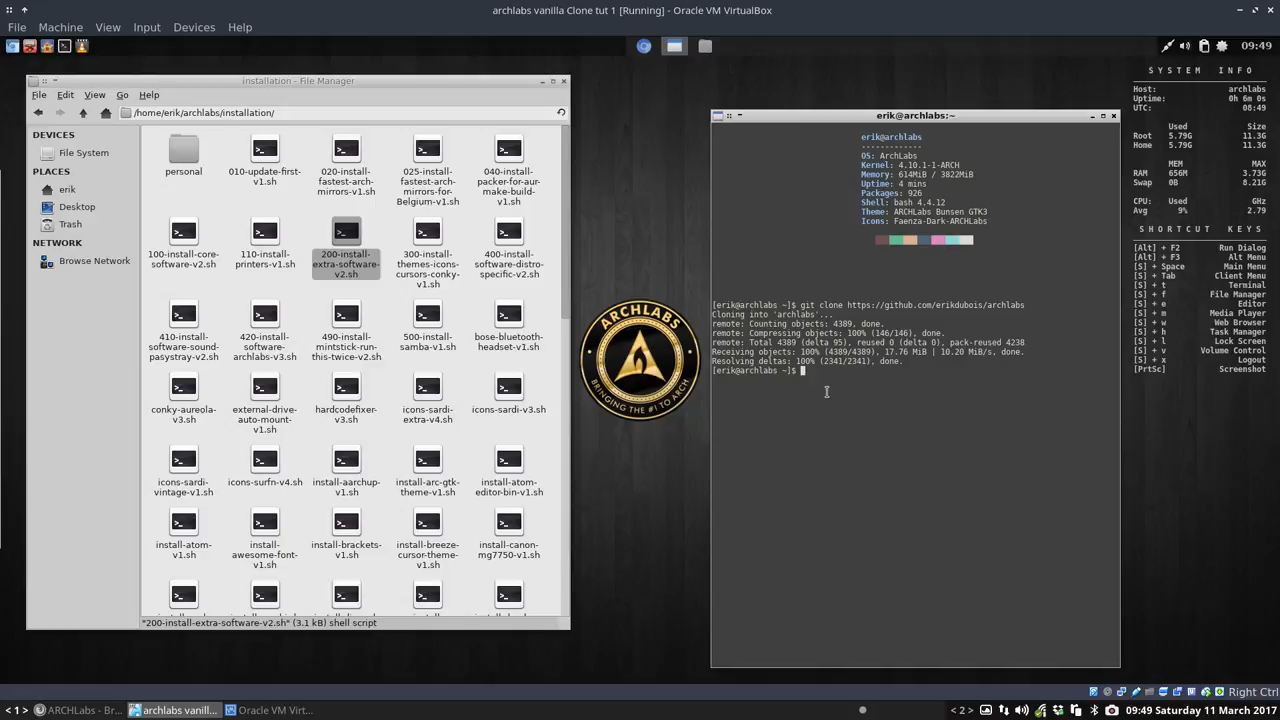 archlabs vanilla Clone tut 1 [Running] - Oracle VM VirtualBox
File Machine View Input Devices Help
09:49
installation - File Manager
File Edit View Go Help
/home/erik/archlabs/installation/
DEVICES
File System
PLACES
erik
Desktop
Trash
NETWORK
Browse Network
personal
010-update-first-
v1.sh
020-install-
fastest-arch-
mirrors-v1.sh
025-install-
fastest-arch-
mirrors-for-
Belgium-v1.sh
040-install-
packer-for-aur-
make-build-
v1.sh
100-install-core-
software-v2.sh
110-install-
printers-v1.sh
200-install-
extra-software-
v2.sh
300-install-
themes-icons-
cursors-conky-
v1.sh
400-install-
software-distro-
specific-v2.sh
410-install-
software-sound-
pasystray-v2.sh
420-install-
software-
archlabs-v3.sh
490-install-
mintstick-run-
this-twice-v2.sh
500-install-
samba-v1.sh
bose-bluetooth-
headset-v1.sh
conky-aureola-
v3.sh
external-drive-
auto-mount-
v1.sh
hardcodefixer-
v3.sh
icons-sardi-
extra-v4.sh
icons-sardi-v3.sh
icons-sardi-
vintage-v1.sh
icons-surfn-v4.sh
install-aarchup-
v1.sh
install-arc-gtk-
theme-v1.sh
install-atom-
editor-bin-v1.sh
install-atom-
v1.sh
install-
awesome-font-
v1.sh
install-brackets-
v1.sh
install-breeze-
cursor-theme-
v1.sh
install-canon-
mg7750-v1.sh
"200-install-extra-software-v2.sh" (3.1 kB) shell script
ARCHLABS
BRINGING THE #1 TO ARCH
erik@archlabs:~
erik@archlabs
-------------
OS: ArchLabs
Kernel: 4.10.1-1-ARCH
Memory: 614MiB / 3822MiB
Uptime: 4 mins
Packages: 926
Shell: bash 4.4.12
Theme: ARCHLabs Bunsen GTK3
Icons: Faenza-Dark-ARCHLabs
[erik@archlabs ~]$ git clone https://github.com/erikdubois/archlabs
Cloning into 'archlabs'...
remote: Counting objects: 4389, done.
remote: Compressing objects: 100% (146/146), done.
remote: Total 4389 (delta 95), reused 0 (delta 0), pack-reused 4238
Receiving objects: 100% (4389/4389), 17.76 MiB | 10.20 MiB/s, done.
Resolving deltas: 100% (2341/2341), done.
[erik@archlabs ~]$
SYSTEM INFO
Host: archlabs
Uptime: 0h 6m 0s
UTC: 08:49
Used Size
Root 5.79G 11.3G
Home 5.79G 11.3G
MEM MAX
RAM 656M 3.73G
Swap 0B 8.21G
CPU: Used GHz
Avg 9% 2.79
SHORTCUT KEYS
[Alt] + F2 Run Dialog
[Alt] + F3 Alt Menu
[S] + Space Main Menu
[S] + Tab Client Menu
[S] + t Terminal
[S] + f File Manager
[S] + e Editor
[S] + m Media Player
[S] + w Web Browser
[S] + b Task Manager
[S] + l Lock Screen
[S] + v Volume Control
[S] + x Logout
[PrtSc] Screenshot
Right Ctrl
< 1 > ARCHLabs - Br... archlabs vanill... Oracle VM Virt...
< 2 > 09:49 Saturday 11 March 2017